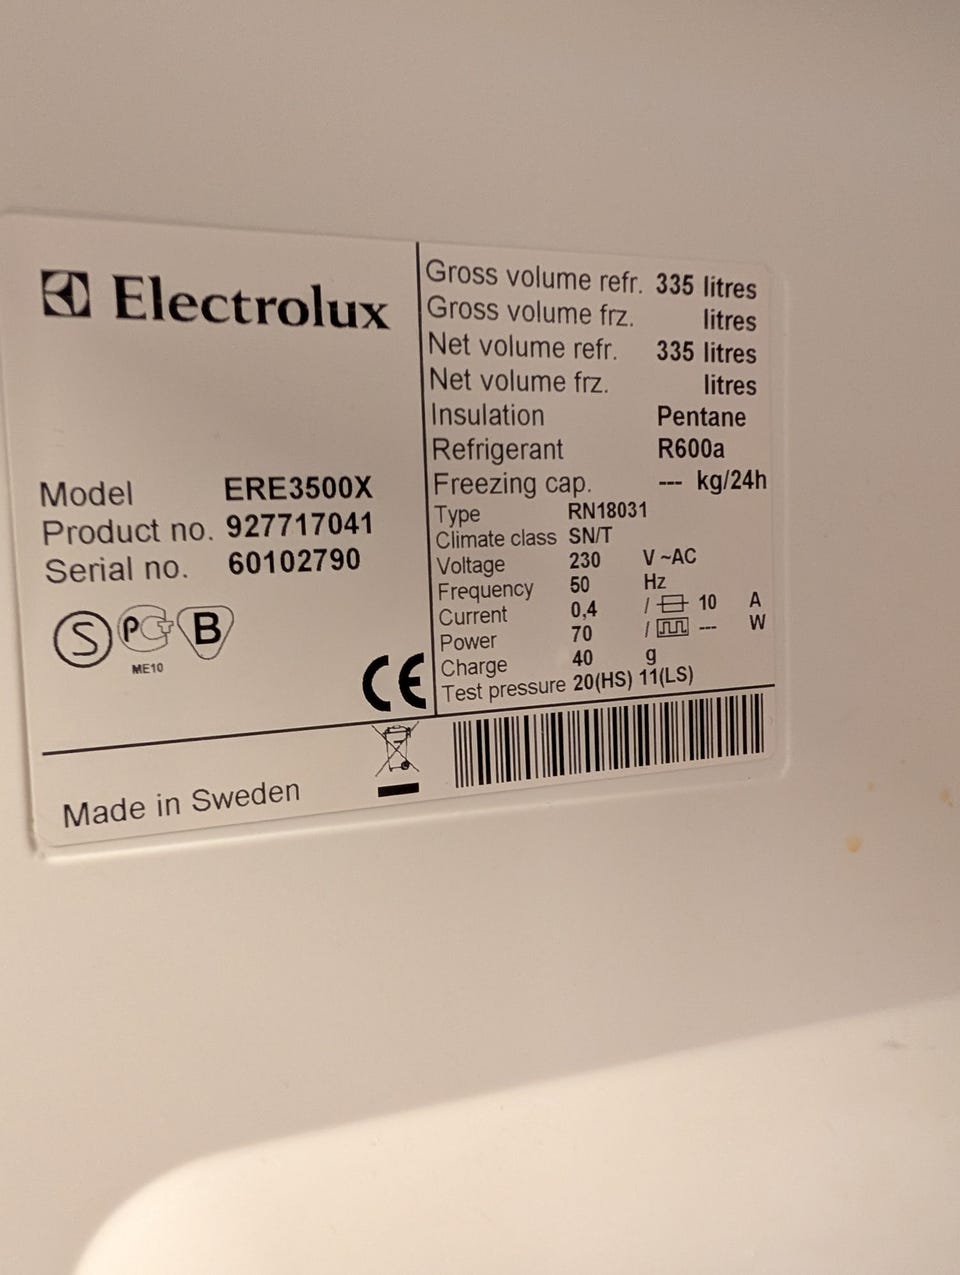 Electrolux
Model ERE3500X
Product no. 927717041
Serial no. 60102790
S PCT B
ME10
CE
Made in Sweden
Gross volume refr. 335 litres
Gross volume frz. litres
Net volume refr. 335 litres
Net volume frz. litres
Insulation Pentane
Refrigerant R600a
Freezing cap. --- kg/24h
Type RN18031
Climate class SN/T
Voltage 230 V ~AC
Frequency 50 Hz
Current 0,4 / 10 A
Power 70 / --- W
Charge 40 g
Test pressure 20(HS) 11(LS)